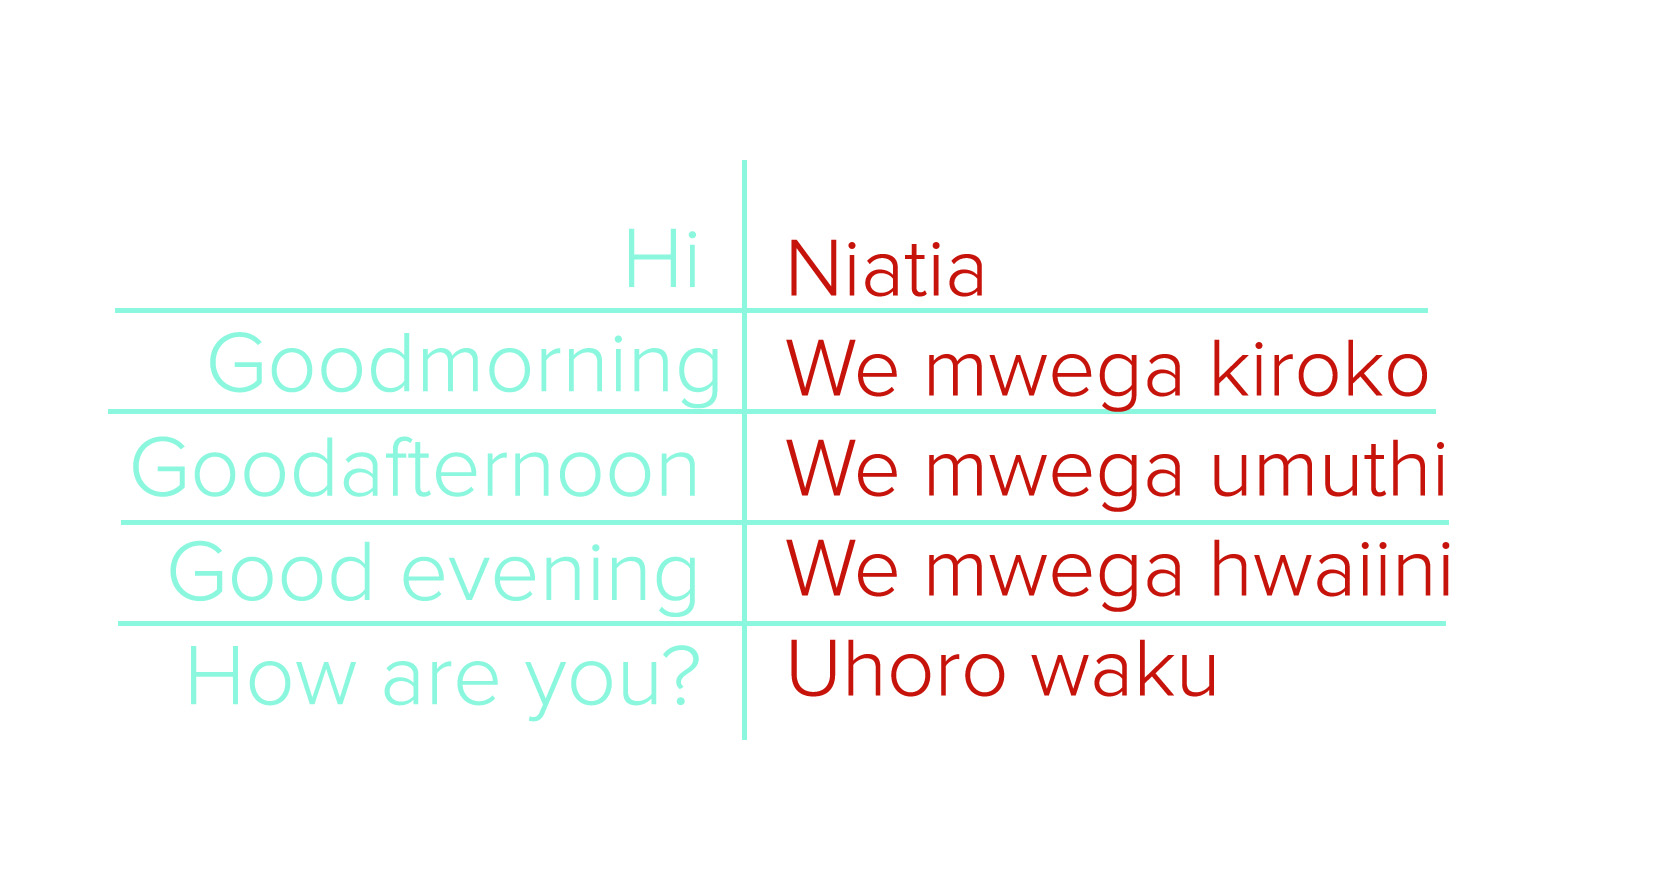 Hi Niatia
Goodmorning We mwega kiroko
Goodafternoon We mwega umuthi
Good evening We mwega hwaiini
How are you? Uhoro waku